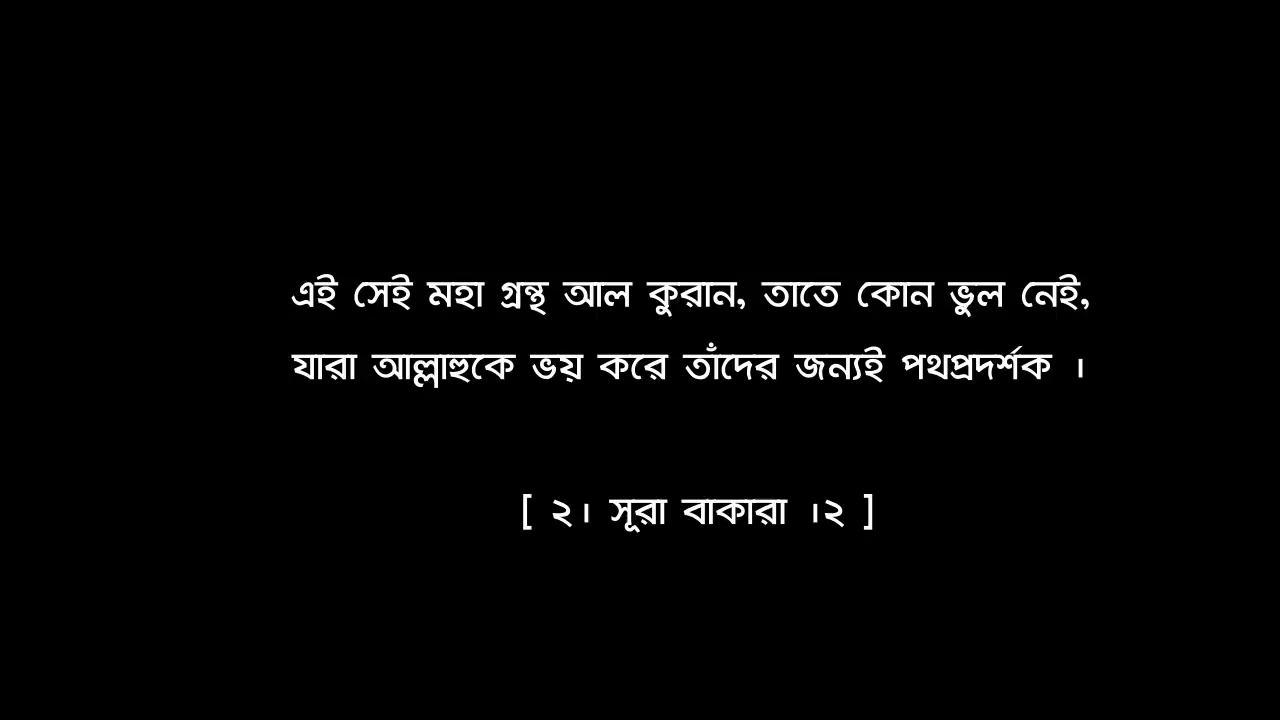 এই সেই মহা গ্রন্থ আল কুরান, তাতে কোন ভুল নেই,
যারা আল্লাহুকে ভয় করে তাঁদের জন্যই পথপ্রদর্শক ।
[ ২। সূরা বাকারা ।২ ]